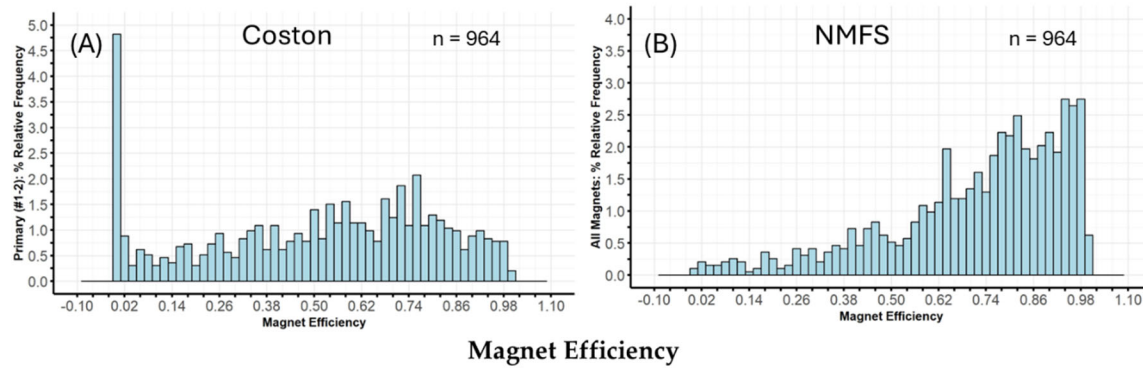 (A) Coston n = 964
Primary (#1-2): % Relative Frequency
5.0
4.5
4.0
3.5
3.0
2.5
2.0
1.5
1.0
0.5
0.0
-0.10 0.02 0.14 0.26 0.38 0.50 0.62 0.74 0.86 0.98 1.10
Magnet Efficiency
(B) NMFS n = 964
All Magnets: % Relative Frequency
4.0
3.5
3.0
2.5
2.0
1.5
1.0
0.5
0.0
-0.10 0.02 0.14 0.26 0.38 0.50 0.62 0.74 0.86 0.98 1.10
Magnet Efficiency
Magnet Efficiency